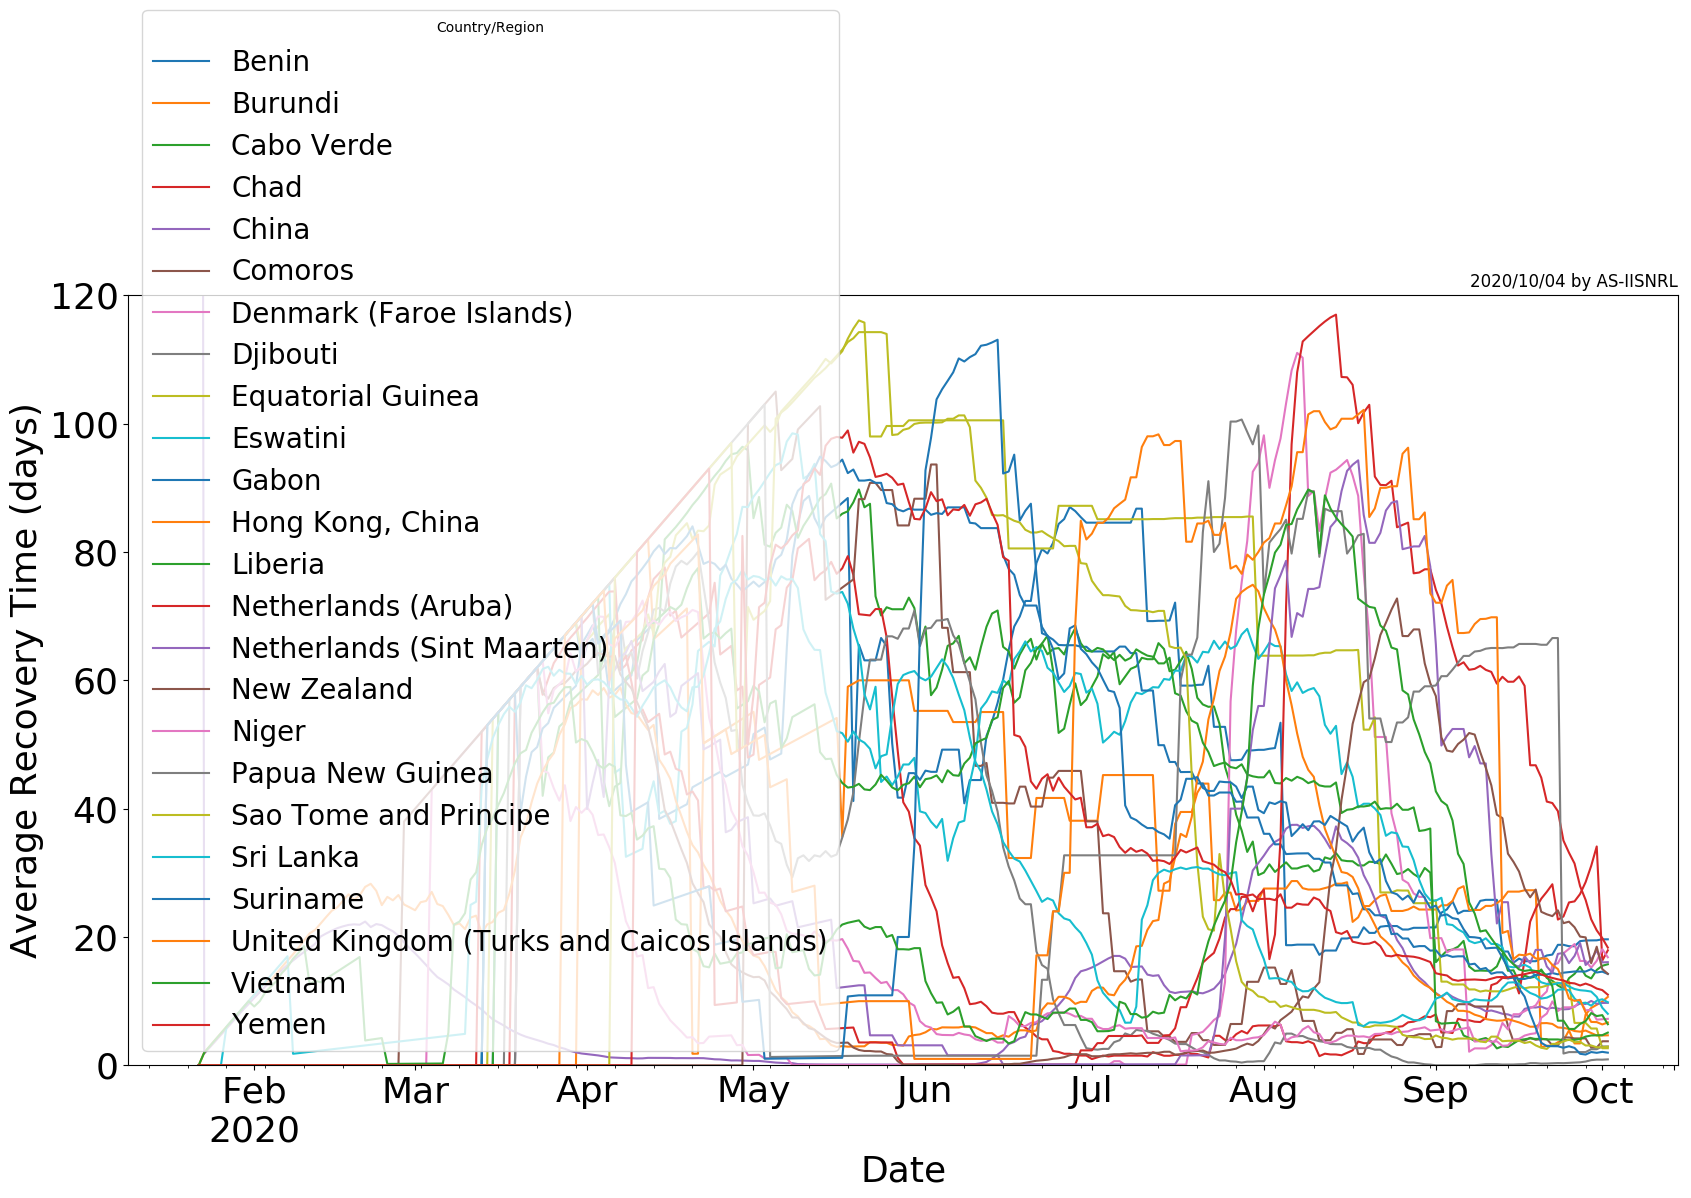 Country/Region
Benin
Burundi
Cabo Verde
Chad
China
Comoros
Denmark (Faroe Islands)
Djibouti
Equatorial Guinea
Eswatini
Gabon
Hong Kong, China
Liberia
Netherlands (Aruba)
Netherlands (Sint Maarten)
New Zealand
Niger
Papua New Guinea
Sao Tome and Principe
Sri Lanka
Suriname
United Kingdom (Turks and Caicos Islands)
Vietnam
Yemen
2020/10/04 by AS-IISNRL
Average Recovery Time (days)
120
100
80
60
40
20
0
Feb Mar Apr May Jun Jul Aug Sep Oct
2020
Date